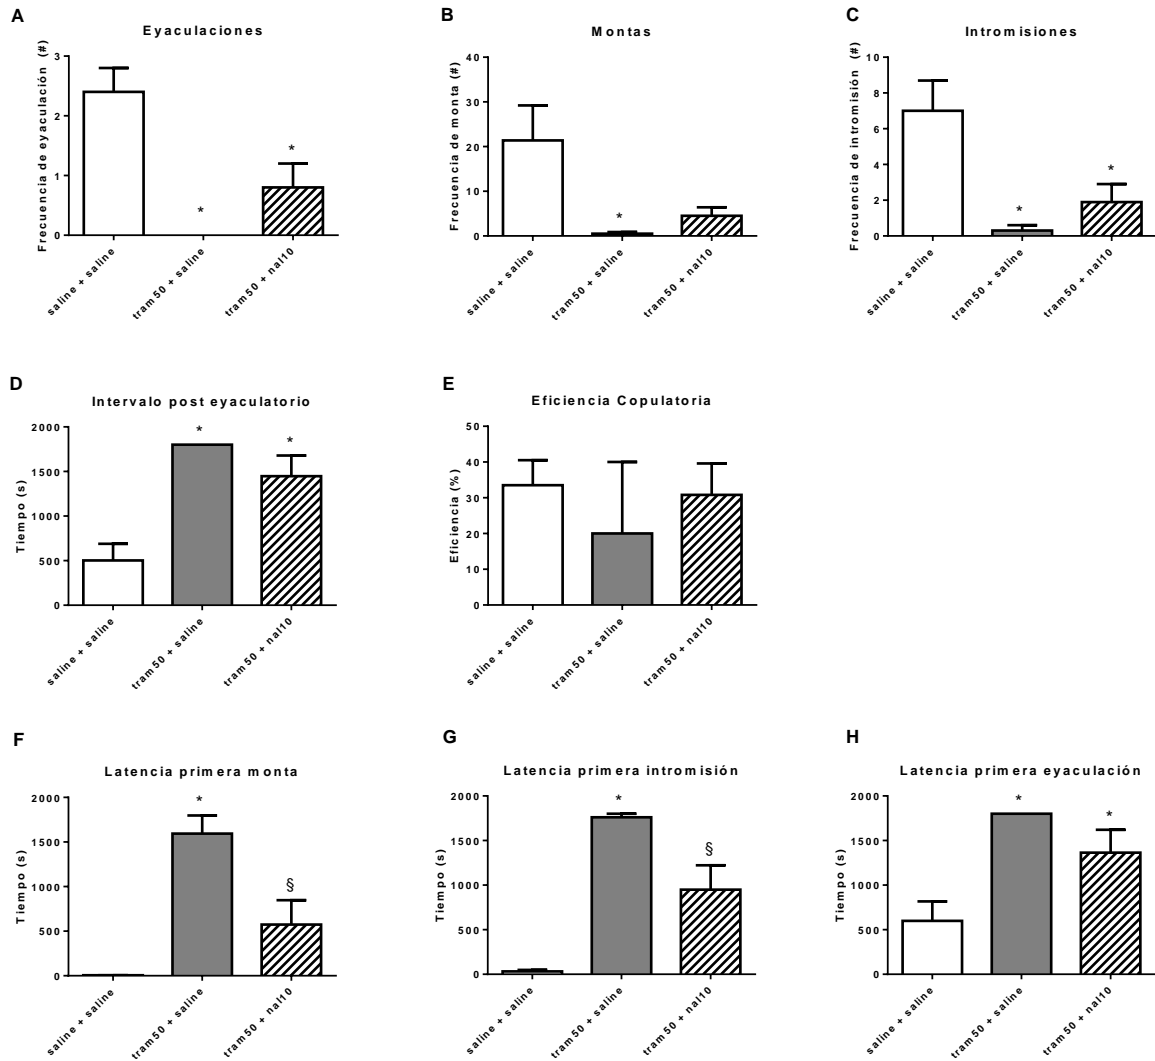 A
Eyaculaciones
Frecuencia de eyaculación (#)
3
2
1
0
*
*
saline + saline
tram50 + saline
tram50 + nal10
B
Montas
Frecuencia de monta (#)
40
30
20
10
0
*
saline + saline
tram50 + saline
tram50 + nal10
C
Intromisiones
Frecuencia de intromisión (#)
10
8
6
4
2
0
*
*
saline + saline
tram50 + saline
tram50 + nal10
D
Intervalo post eyaculatorio
Tiempo (s)
2000
1500
1000
500
0
*
*
saline + saline
tram50 + saline
tram50 + nal10
E
Eficiencia Copulatoria
Eficiencia (%)
50
40
30
20
10
0
saline + saline
tram50 + saline
tram50 + nal10
F
Latencia primera monta
Tiempo (s)
2000
1500
1000
500
0
*
§
saline + saline
tram50 + saline
tram50 + nal10
G
Latencia primera intromisión
Tiempo (s)
2000
1500
1000
500
0
*
§
saline + saline
tram50 + saline
tram50 + nal10
H
Latencia primera eyaculación
Tiempo (s)
2000
1500
1000
500
0
*
*
saline + saline
tram50 + saline
tram50 + nal10